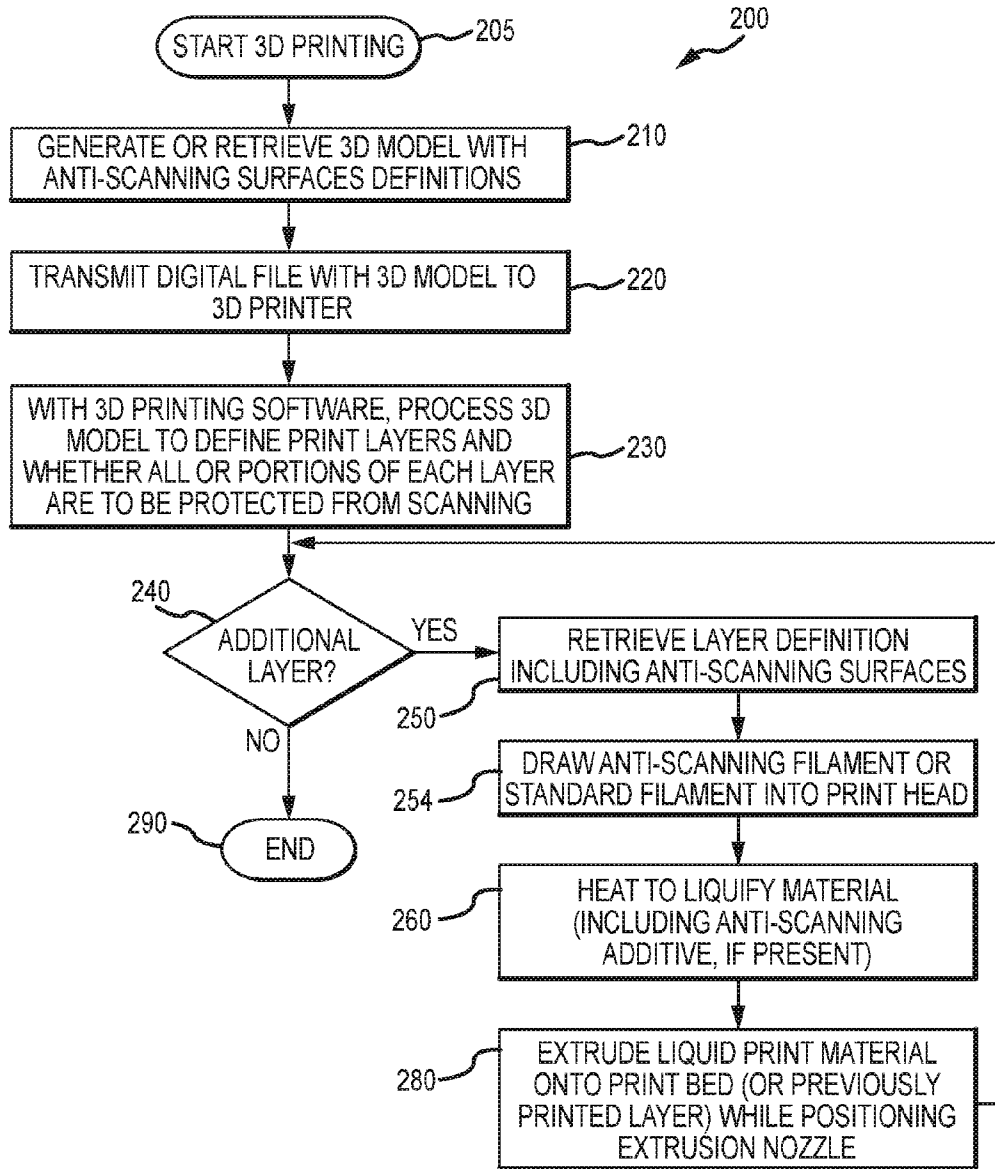 START 3D PRINTING
205
200
GENERATE OR RETRIEVE 3D MODEL WITH
ANTI-SCANNING SURFACES DEFINITIONS
210
TRANSMIT DIGITAL FILE WITH 3D MODEL TO
3D PRINTER
220
WITH 3D PRINTING SOFTWARE, PROCESS 3D
MODEL TO DEFINE PRINT LAYERS AND
WHETHER ALL OR PORTIONS OF EACH LAYER
ARE TO BE PROTECTED FROM SCANNING
230
240
ADDITIONAL
LAYER?
YES
NO
290
END
RETRIEVE LAYER DEFINITION
INCLUDING ANTI-SCANNING SURFACES
250
DRAW ANTI-SCANNING FILAMENT OR
STANDARD FILAMENT INTO PRINT HEAD
254
HEAT TO LIQUIFY MATERIAL
(INCLUDING ANTI-SCANNING
ADDITIVE, IF PRESENT)
260
EXTRUDE LIQUID PRINT MATERIAL
ONTO PRINT BED (OR PREVIOUSLY
PRINTED LAYER) WHILE POSITIONING
EXTRUSION NOZZLE
280